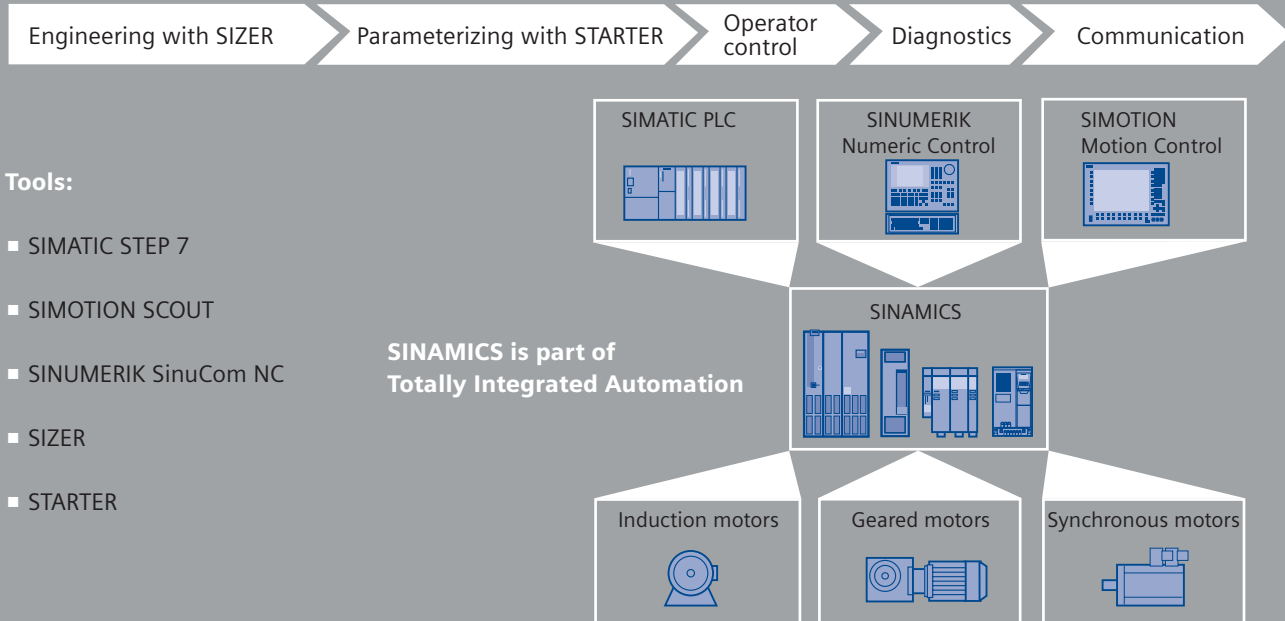 Engineering with SIZER
Parameterizing with STARTER
Operator
control
Diagnostics
Communication
SIMATIC PLC
SINUMERIK
Numeric Control
SIMOTION
Motion Control
Tools:
SIMATIC STEP 7
SIMOTION SCOUT
SINUMERIK SinuCom NC
SIZER
STARTER
SINAMICS is part of
Totally Integrated Automation
SINAMICS
Induction motors
Geared motors
Synchronous motors